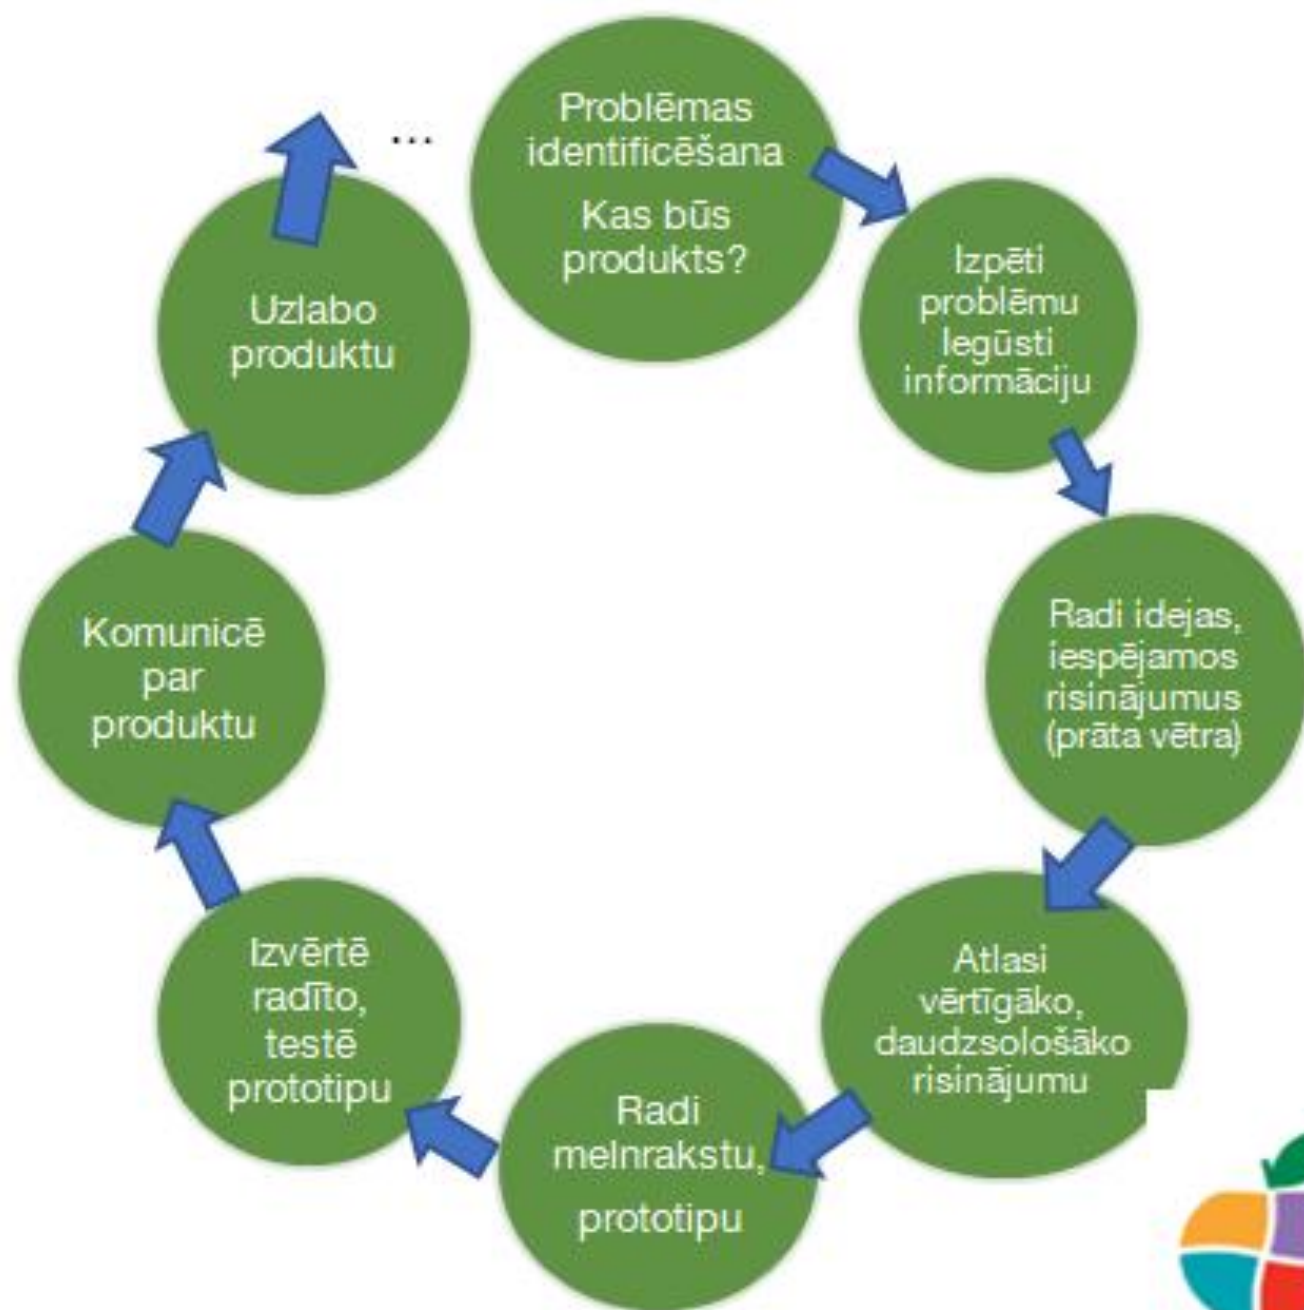 Problēmas
identificēšana
Kas būs
produkts?
Izpēti
problēmu
Iegūsti
informāciju
Radi idejas,
iespējamos
risinājumus
(prāta vētra)
Atlasi
vērtīgāko,
daudzsološāko
risinājumu
Radi
melnrakstu,
prototipu
Izvērtē
radīto,
testē
prototipu
Komunicē
par
produktu
Uzlabo
produktu
...